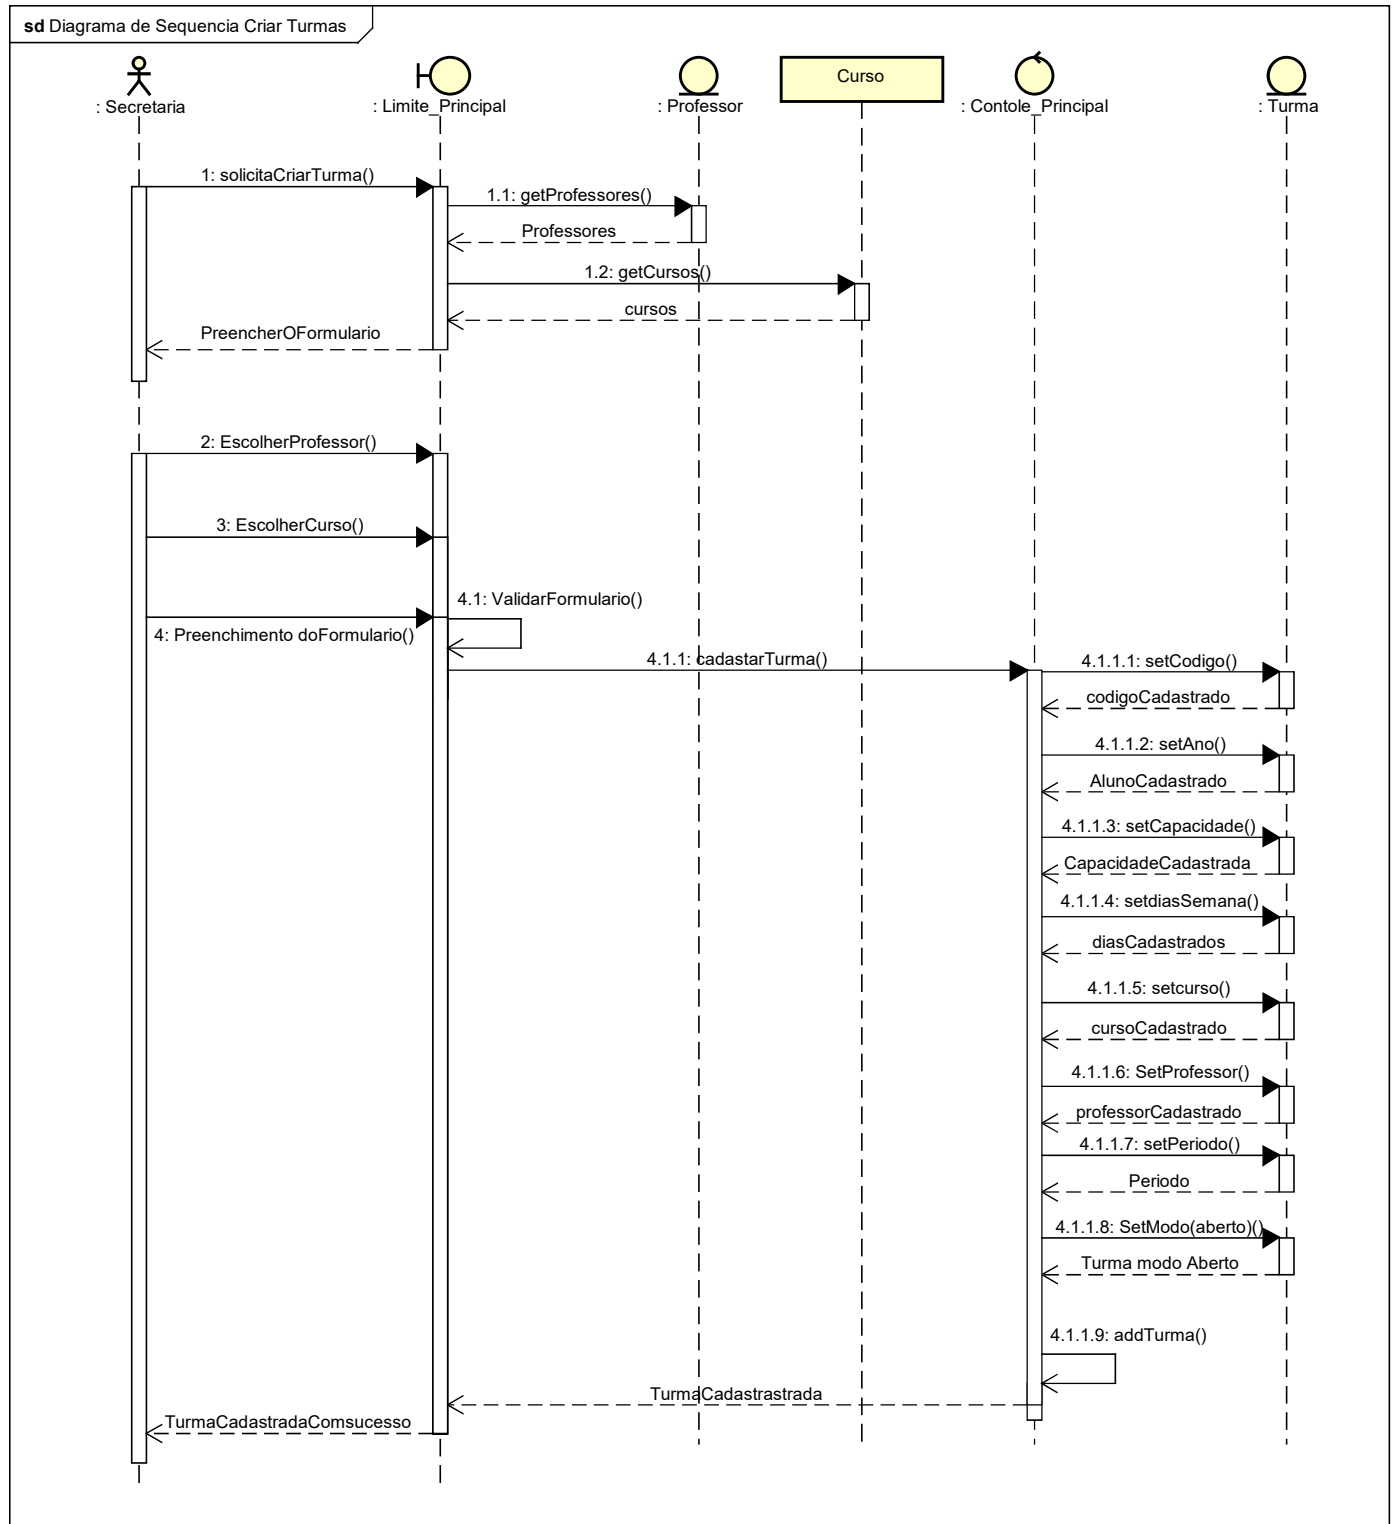 sd Diagrama de Sequencia Criar Turmas
: Secretaria
: Limite_Principal
: Professor
Curso
: Contole_Principal
: Turma
1: solicitaCriarTurma()
1.1: getProfessores()
Professores
1.2: getCursos()
cursos
PreencherOFormulario
2: EscolherProfessor()
3: EscolherCurso()
4.1: ValidarFormulario()
4: Preenchimento doFormulario()
4.1.1: cadastarTurma()
4.1.1.1: setCodigo()
codigoCadastrado
4.1.1.2: setAno()
AlunoCadastrado
4.1.1.3: setCapacidade()
CapacidadeCadastrada
4.1.1.4: setdiasSemana()
diasCadastrados
4.1.1.5: setcurso()
cursoCadastrado
4.1.1.6: SetProfessor()
professorCadastrado
4.1.1.7: setPeriodo()
Periodo
4.1.1.8: SetModo(aberto)()
Turma modo Aberto
4.1.1.9: addTurma()
TurmaCadastrastrada
TurmaCadastradaComsucesso